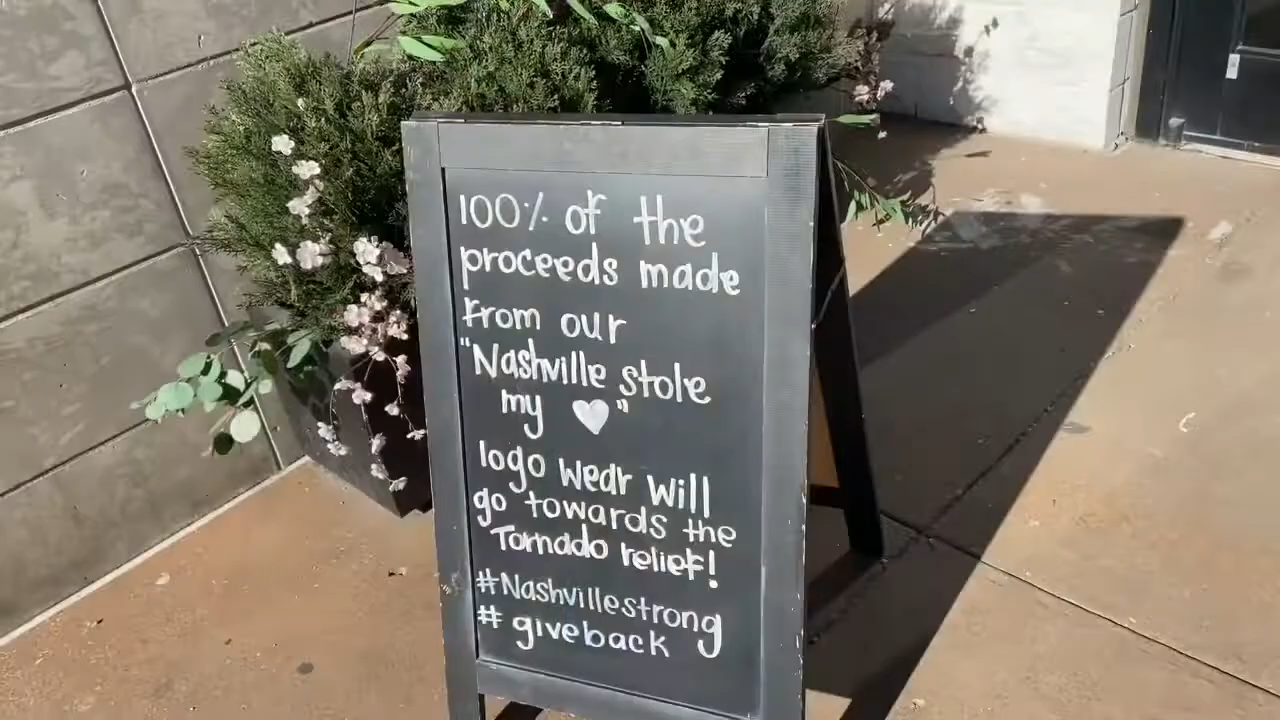 100% of the
proceeds made
from our
"Nashville stole
my ♥"
logo wear will
go towards the
Tornado relief!
#Nashvillestrong
# giveback